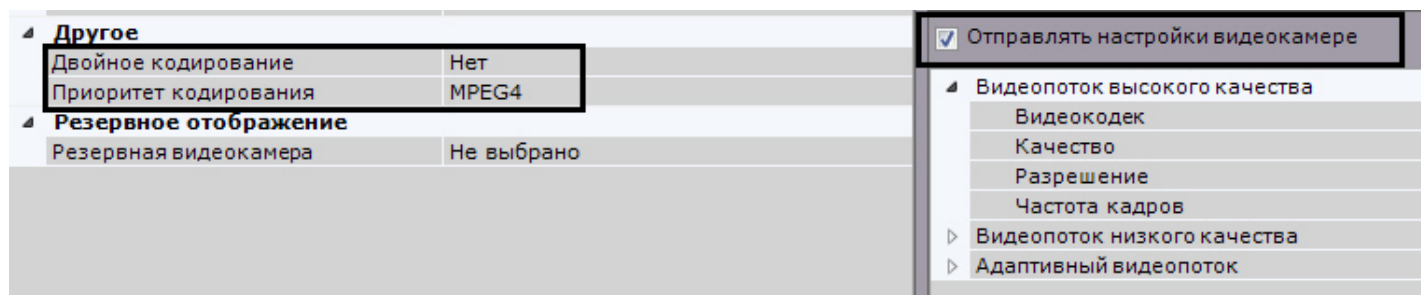 Другое
Двойное кодирование Нет
Приоритет кодирования MPEG4
Резервное отображение
Резервная видеокамера Не выбрано
Отправлять настройки видеокамере
Видеопоток высокого качества
Видеокодек
Качество
Разрешение
Частота кадров
Видеопоток низкого качества
Адаптивный видеопоток